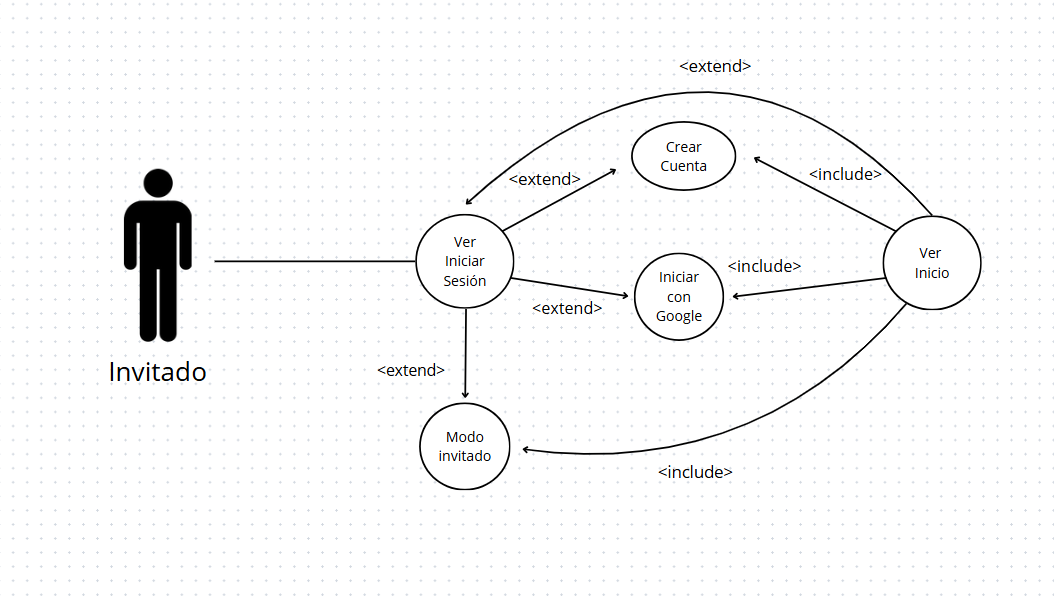 <extend>
Crear
Cuenta
<extend>
<include>
Ver
Iniciar
Sesión
Ver
Inicio
Iniciar
con
Google
<include>
<extend>
Invitado
<extend>
Modo
invitado
<include>